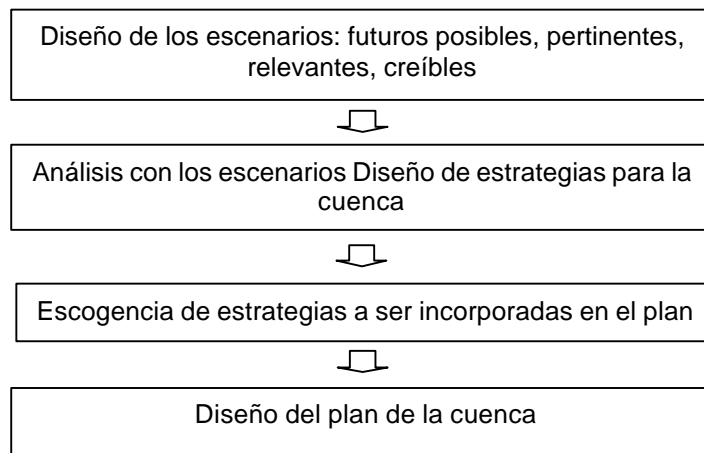 Diseño de los escenarios: futuros posibles, pertinentes,
relevantes, creíbles
Análisis con los escenarios Diseño de estrategias para la
cuenca
Escogencia de estrategias a ser incorporadas en el plan
Diseño del plan de la cuenca